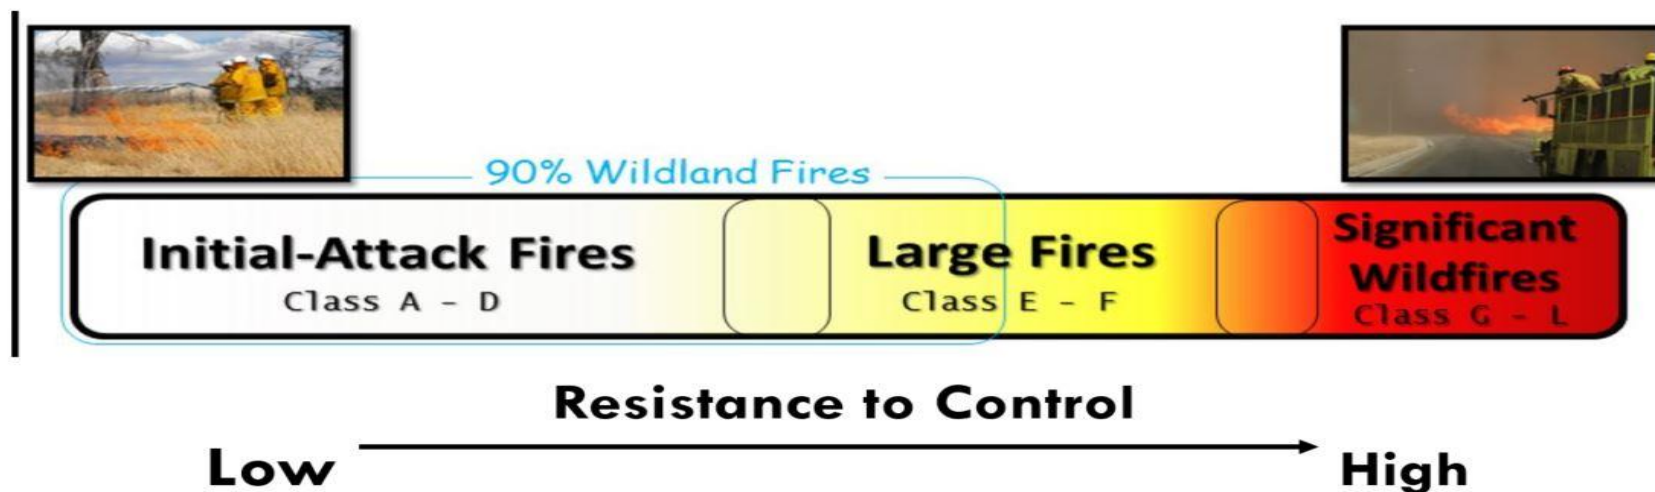 90% Wildland Fires
Initial-Attack Fires
Class A - D
Large Fires
Class E - F
Significant
Wildfires
Class G - L
Resistance to Control
Low
High